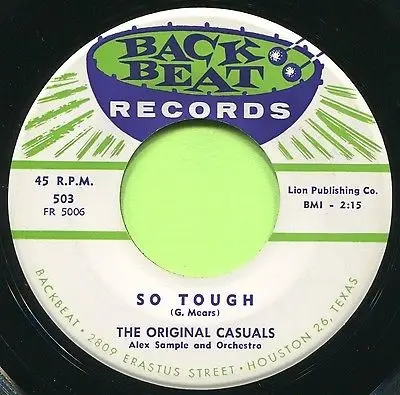 BACK
BEAT
RECORDS
45 R.P.M.
503
FR 5006
Lion Publishing Co.
BMI - 2:15
SO TOUGH
(G. Mears)
THE ORIGINAL CASUALS
Alex Sample and Orchestra
BACKBEAT - 2809 ERASTUS STREET - HOUSTON 26, TEXAS